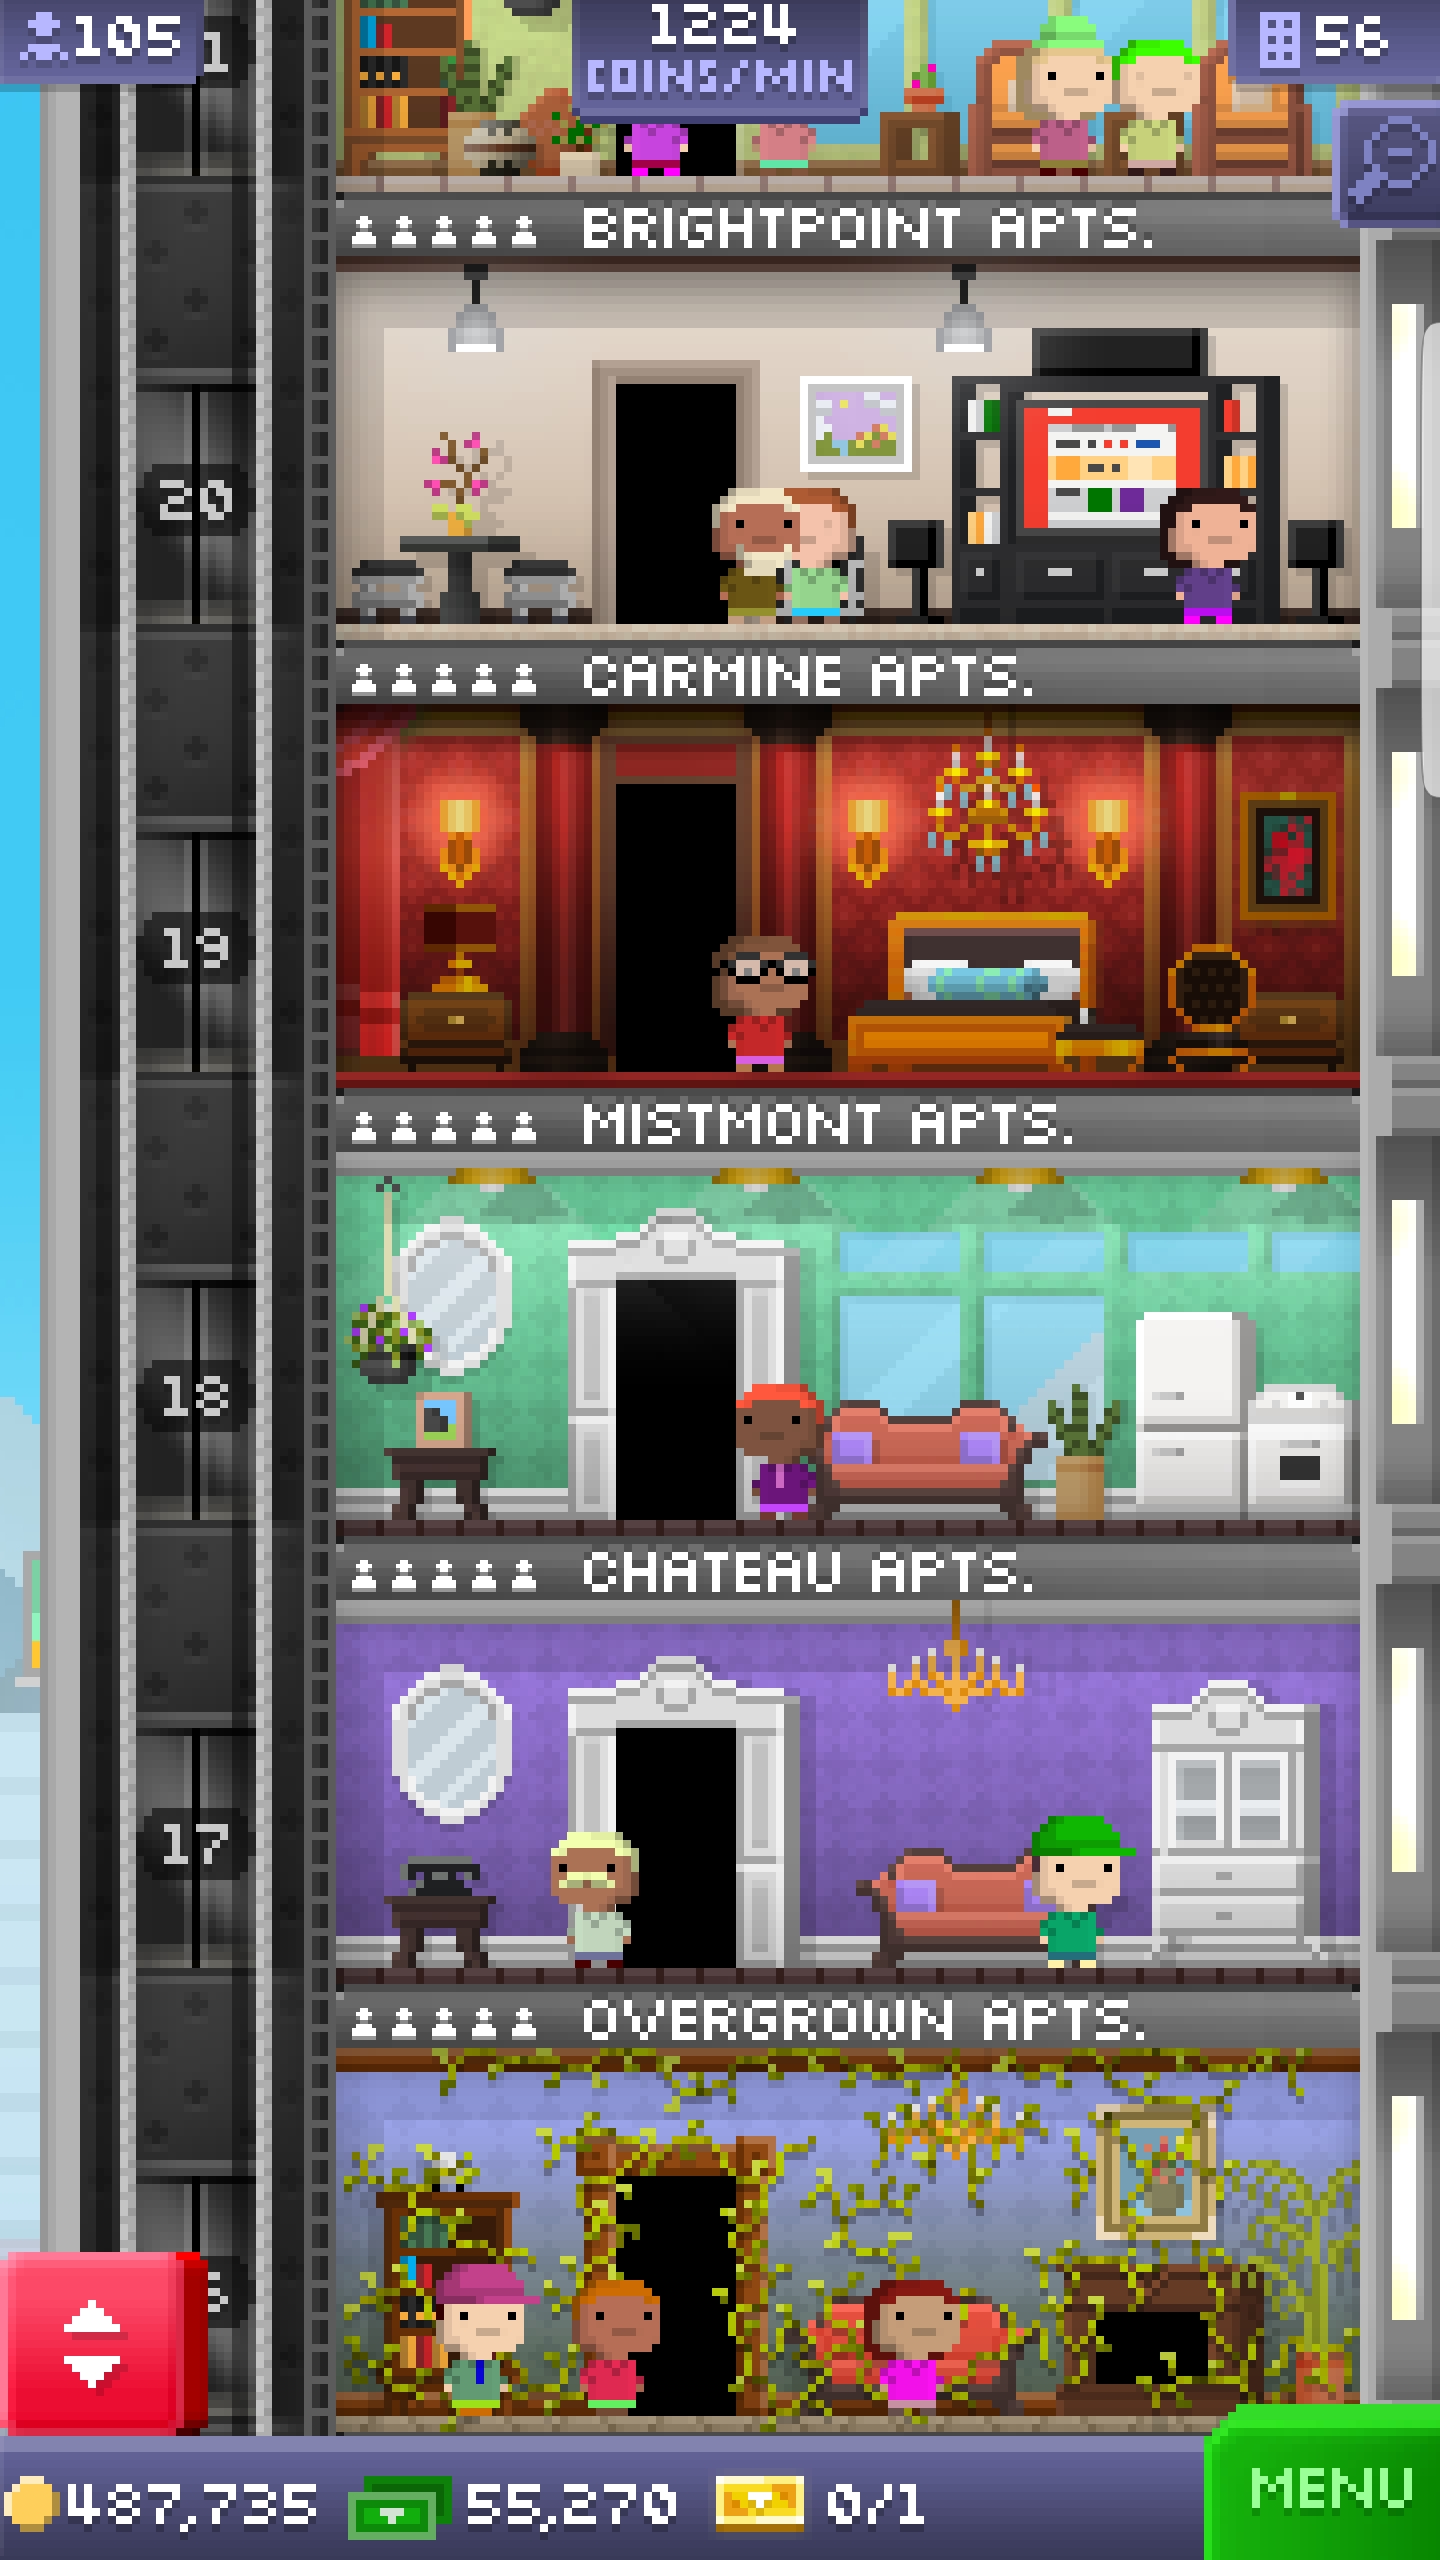 105
1
1224
COINS/MIN
56
BRIGHTPOINT APTS.
20
CARMINE APTS.
19
MISTMONT APTS.
18
CHATEAU APTS.
17
OVERGROWN APTS.
487,735
55,270
0/1
MENU